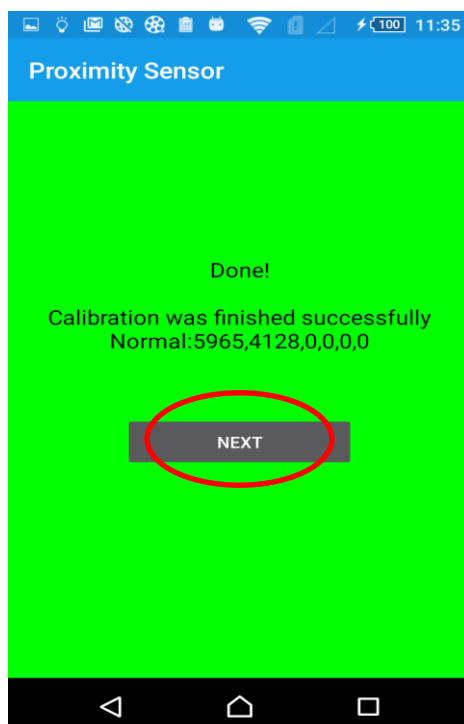 100 11:35
Proximity Sensor
Done!
Calibration was finished successfully
Normal:5965,4128,0,0,0,0
NEXT